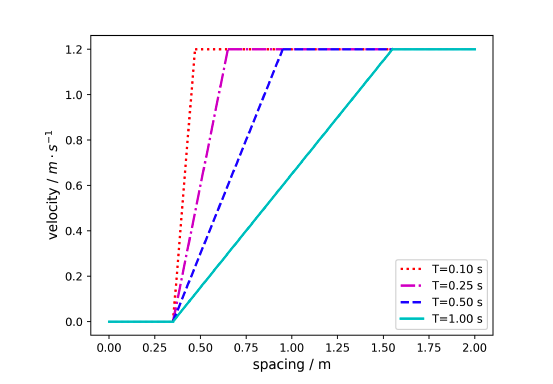 1.2
1.0
0.8
0.6
0.4
0.2
0.0
velocity / m · s⁻¹
0.00 0.25 0.50 0.75 1.00 1.25 1.50 1.75 2.00
spacing / m
T=0.10 s
T=0.25 s
T=0.50 s
T=1.00 s